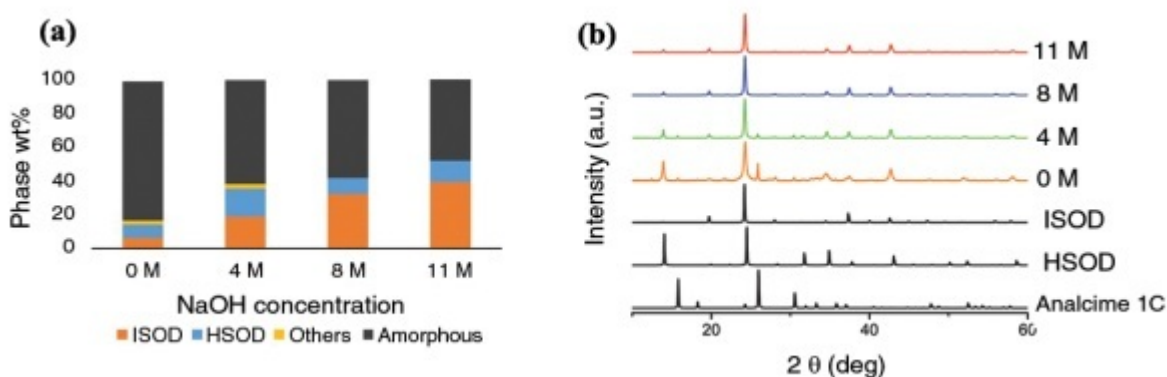 (a)
100
80
60
40
20
0
Phase wt%
0 M 4 M 8 M 11 M
NaOH concentration
ISOD HSOD Others Amorphous
(b)
Intensity (a.u.)
11 M
8 M
4 M
0 M
ISOD
HSOD
Analcime 1C
20 40 60
2 θ (deg)